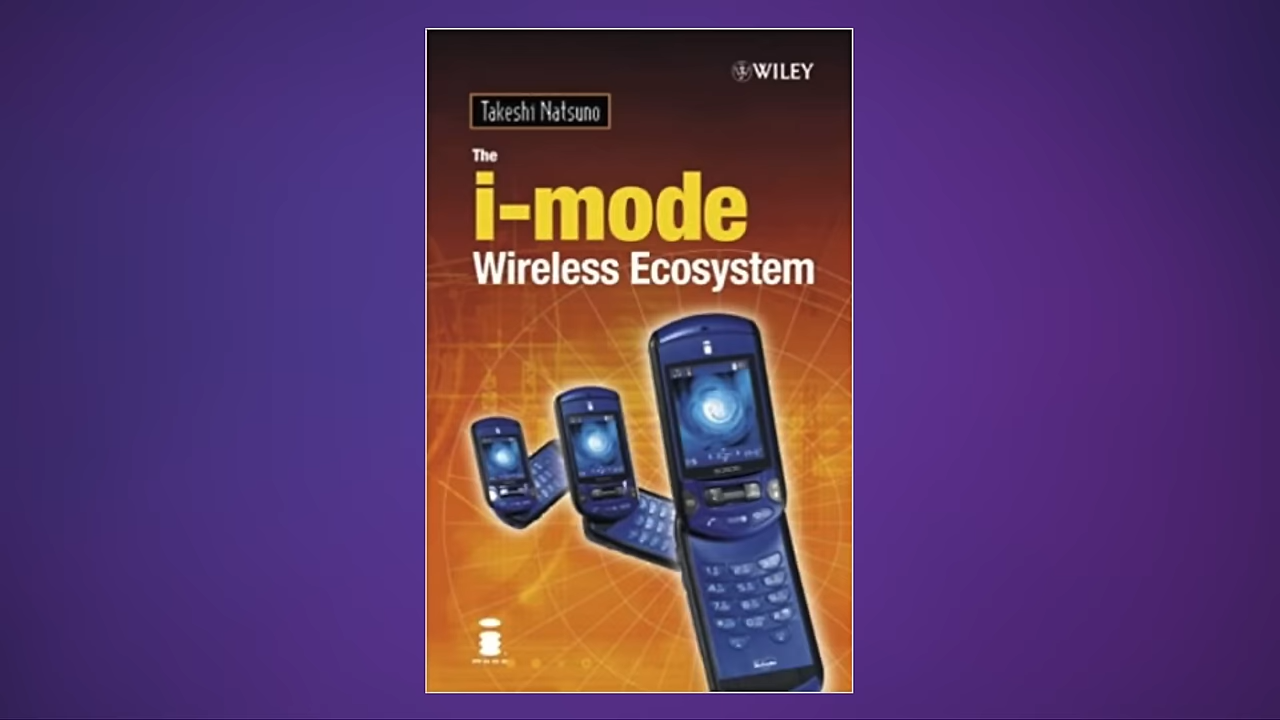 WILEY
Takeshi Natsuno
The
i-mode
Wireless Ecosystem